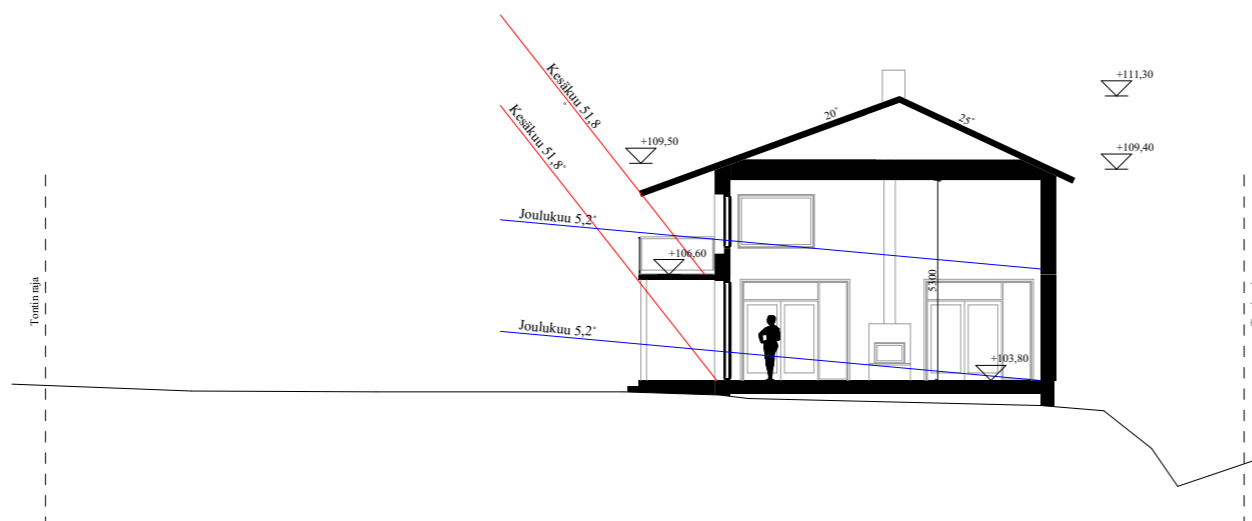 +111,30
Kesäkuu 51,8
Kesäkuu 51,8°
20°
25°
+109,50
+109,40
Joulukuu 5,2°
+106,60
5300
Tontin raja
Joulukuu 5,2°
+103,80